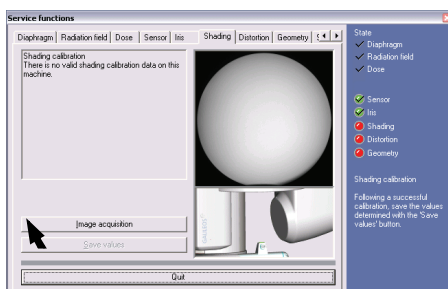 Service functions
Diaphragm Radiation field Dose Sensor Iris Shading Distortion Geometry
Shading calibration
There is no valid shading calibration data on this
machine.
Image acquisition
Save values
Quit
GALILEOS
State
Diaphragm
Radiation field
Dose
Sensor
Iris
Shading
Distortion
Geometry
Shading calibration
Following a successful
calibration, save the values
determined with the 'Save
values' button.